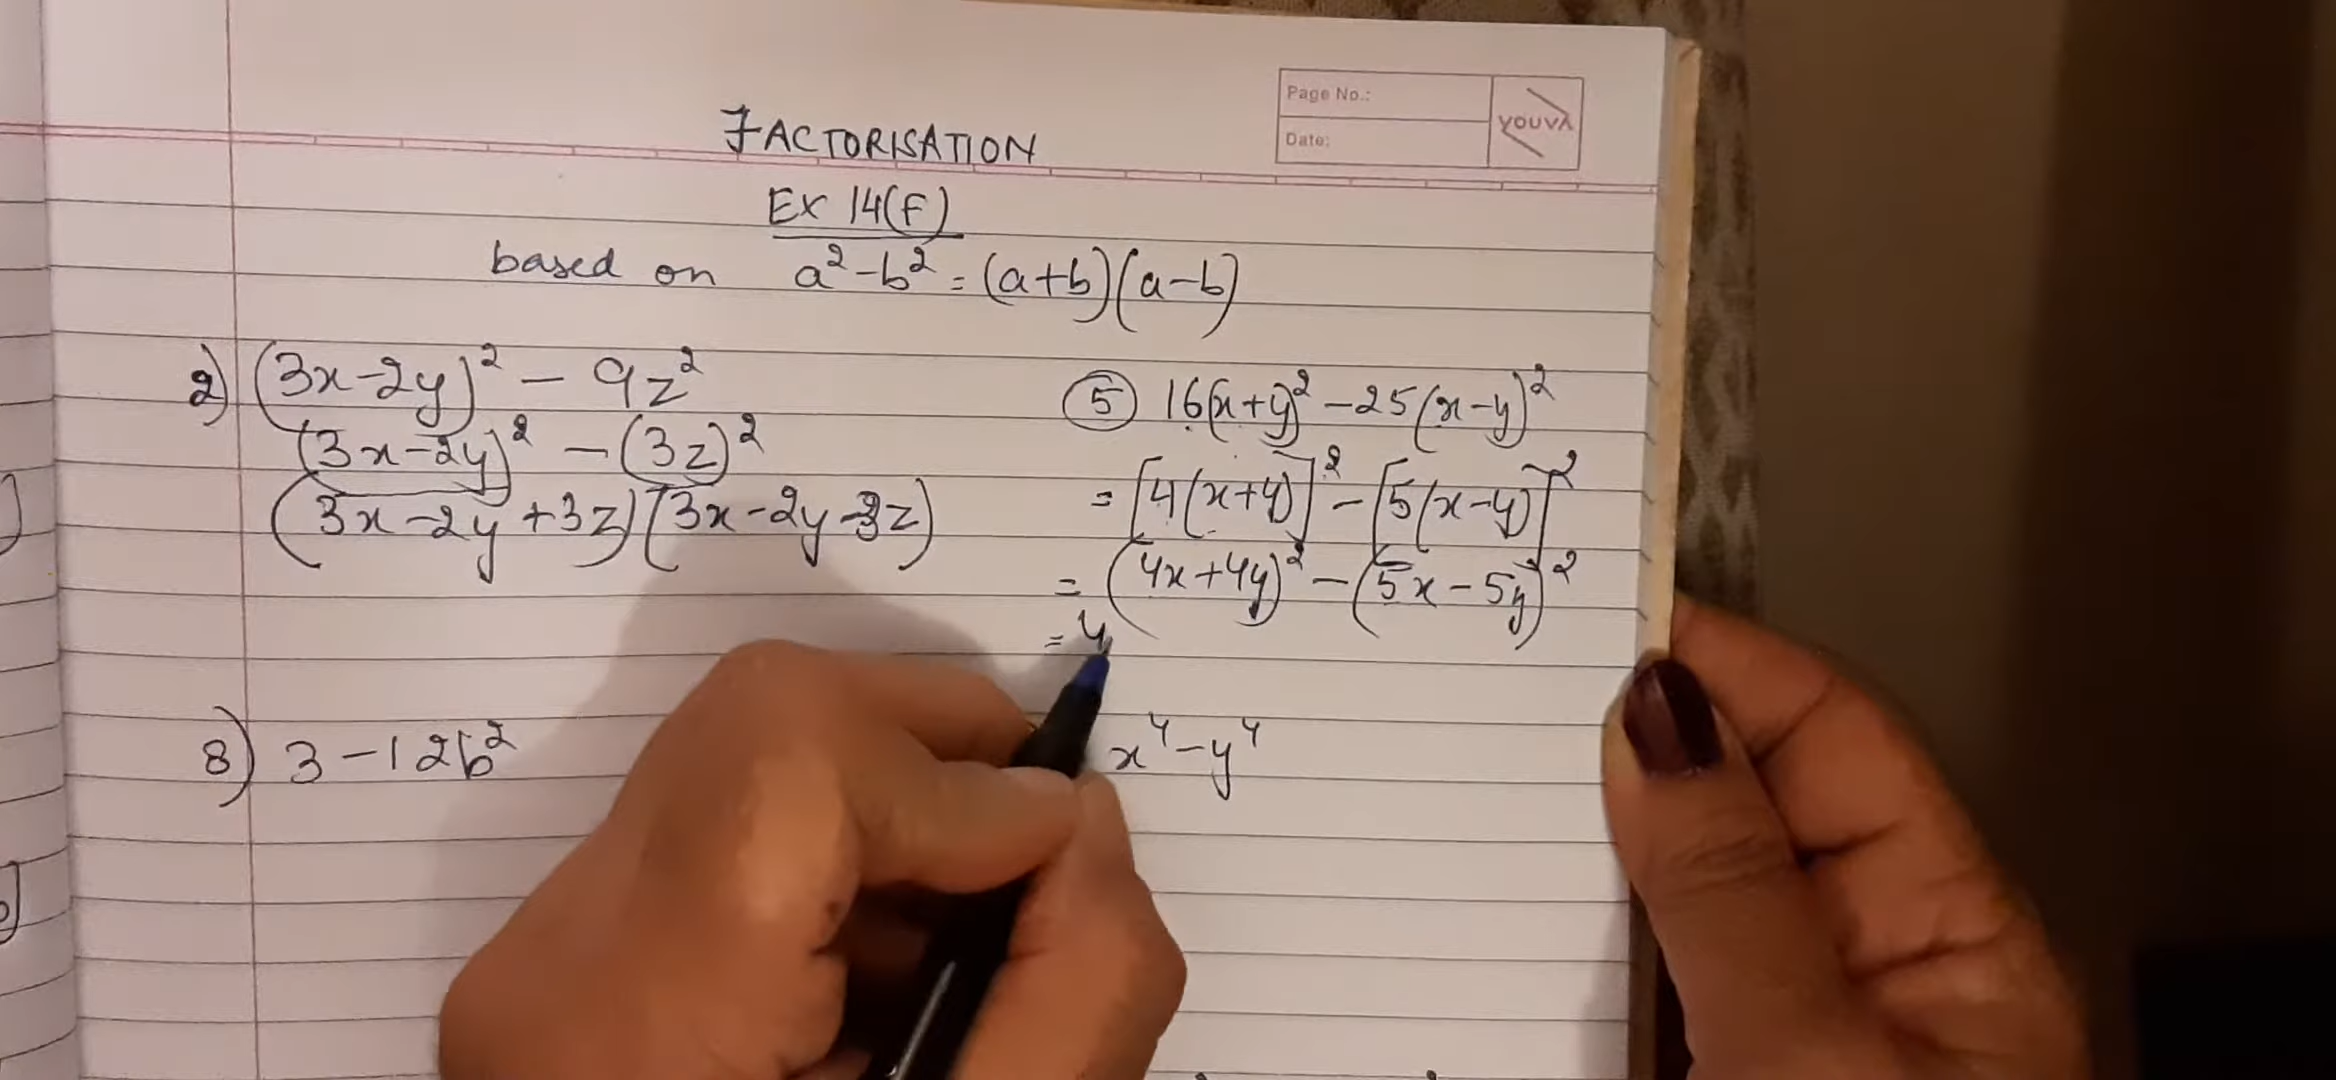 Page No.:
Date:
YOUVA
FACTORISATION
Ex 14(F)
based on a²-b² = (a+b)(a-b)
2) (3x-2y)² - 9z²
(3x-2y)² - (3z)²
(3x-2y+3z)(3x-2y-3z)
5 16(x+y)² - 25(x-y)²
= [4(x+y)]² - [5(x-y)]²
= (4x+4y)² - (5x-5y)²
= 4
8) 3-12b²
x⁴-y⁴